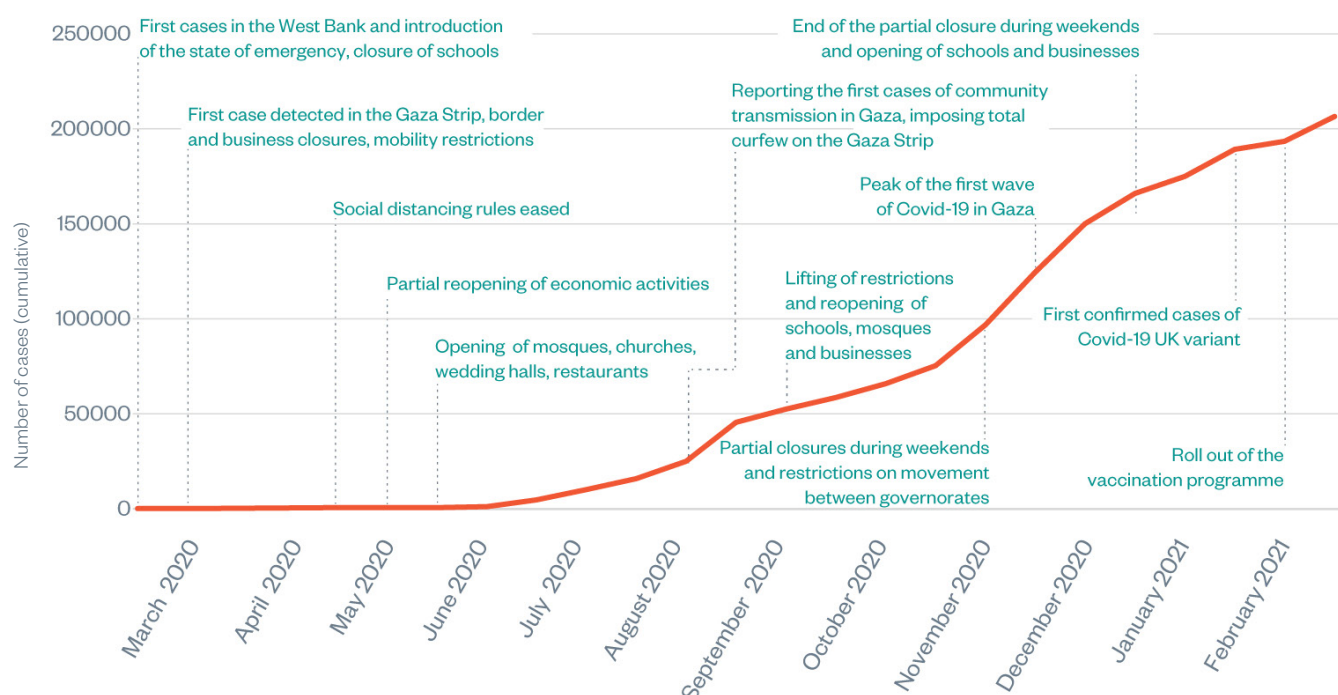 250000
200000
150000
100000
50000
0
Number of cases (cumulative)
First cases in the West Bank and introduction
of the state of emergency, closure of schools
First case detected in the Gaza Strip, border
and business closures, mobility restrictions
Social distancing rules eased
Partial reopening of economic activities
Opening of mosques, churches,
wedding halls, restaurants
Reporting the first cases of community
transmission in Gaza, imposing total
curfew on the Gaza Strip
Lifting of restrictions
and reopening of
schools, mosques
and businesses
Partial closures during weekends
and restrictions on movement
between governorates
Peak of the first wave
of Covid-19 in Gaza
End of the partial closure during weekends
and opening of schools and businesses
First confirmed cases of
Covid-19 UK variant
Roll out of the
vaccination programme
March 2020
April 2020
May 2020
June 2020
July 2020
August 2020
September 2020
October 2020
November 2020
December 2020
January 2021
February 2021